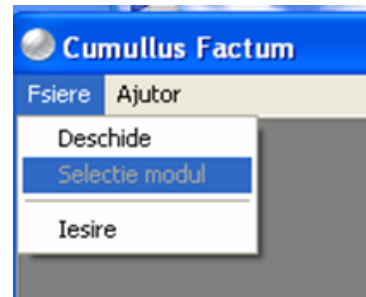 Cumullus Factum
Fsiere Ajutor
Deschide
Selectie modul
Iesire